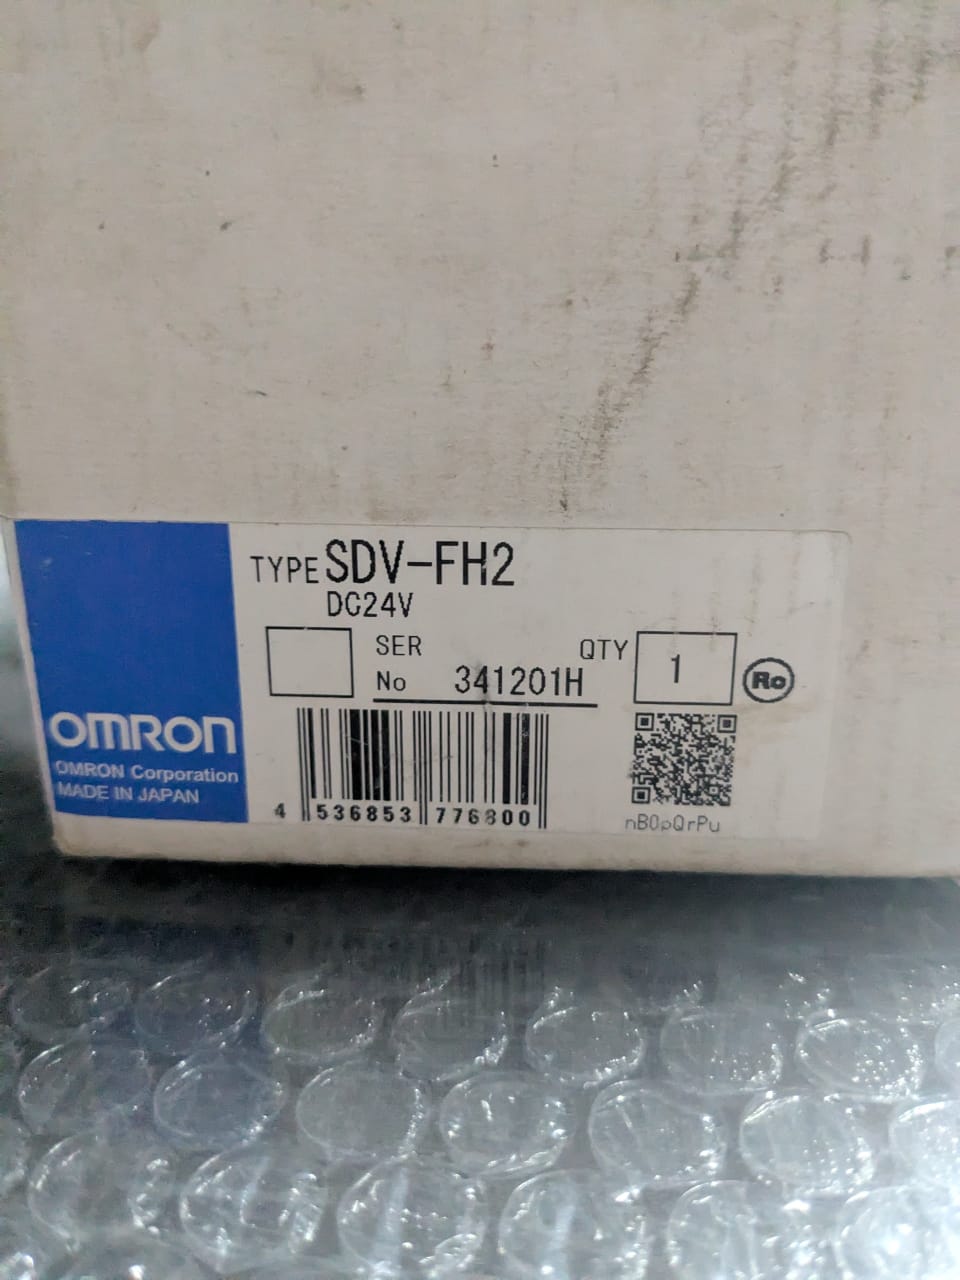 TYPE SDV-FH2
DC24V
SER
No 341201H
QTY 1
Ro
OMRON
OMRON Corporation
MADE IN JAPAN
4 536853 776800
nB0pQrPu